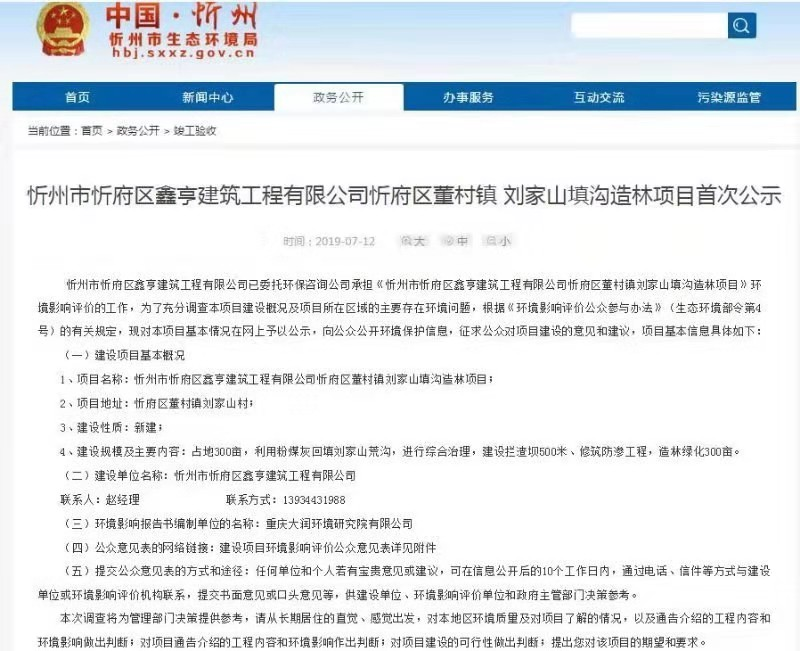 中国·忻州
忻州市生态环境局
hbj.sxxz.gov.cn
首页 新闻中心 政务公开 办事服务 互动交流 污染源监管
当前位置：首页 > 政务公开 > 竣工验收
忻州市忻府区鑫亨建筑工程有限公司忻府区董村镇 刘家山填沟造林项目首次公示
时间：2019-07-12 大 中 小
忻州市忻府区鑫亨建筑工程有限公司已委托环保咨询公司承担《忻州市忻府区鑫亨建筑工程有限公司忻府区董村镇刘家山填沟造林项目》环
境影响评价的工作，为了充分调查本项目建设概况及项目所在区域的主要存在环境问题，根据《环境影响评价公众参与办法》（生态环境部令第4
号）的有关规定，现对本项目基本情况在网上予以公示，向公众公开环境保护信息，征求公众对项目建设的意见和建议，项目基本信息具体如下：
（一）建设项目基本概况
1、项目名称：忻州市忻府区鑫亨建筑工程有限公司忻府区董村镇刘家山填沟造林项目；
2、项目地址：忻府区董村镇刘家山村；
3、建设性质：新建；
4、建设规模及主要内容：占地300亩，利用粉煤灰回填刘家山荒沟，进行综合治理，建设拦渣坝500米、修筑防渗工程，造林绿化300亩。
（二）建设单位名称：忻州市忻府区鑫亨建筑工程有限公司
联系人：赵经理 联系方式：13934431988
（三）环境影响报告书编制单位的名称：重庆大润环境研究院有限公司
（四）公众意见表的网络链接：建设项目环境影响评价公众意见表详见附件
（五）提交公众意见表的方式和途径：任何单位和个人若有宝贵意见或建议，可在信息公开后的10个工作日内，通过电话、信件等方式与建设
单位或环境影响评价机构联系，提交书面意见或口头意见等，供建设单位、环境影响评价单位和政府主管部门决策参考。
本次调查将为管理部门决策提供参考，请从长期居住的直觉、感觉出发，对本地区环境质量及对项目了解的情况，以及通告介绍的工程内容和
环境影响做出判断；对项目通告介绍的工程内容和环境影响作出判断；对项目建设的可行性做出判断；提出您对该项目的期望和要求。